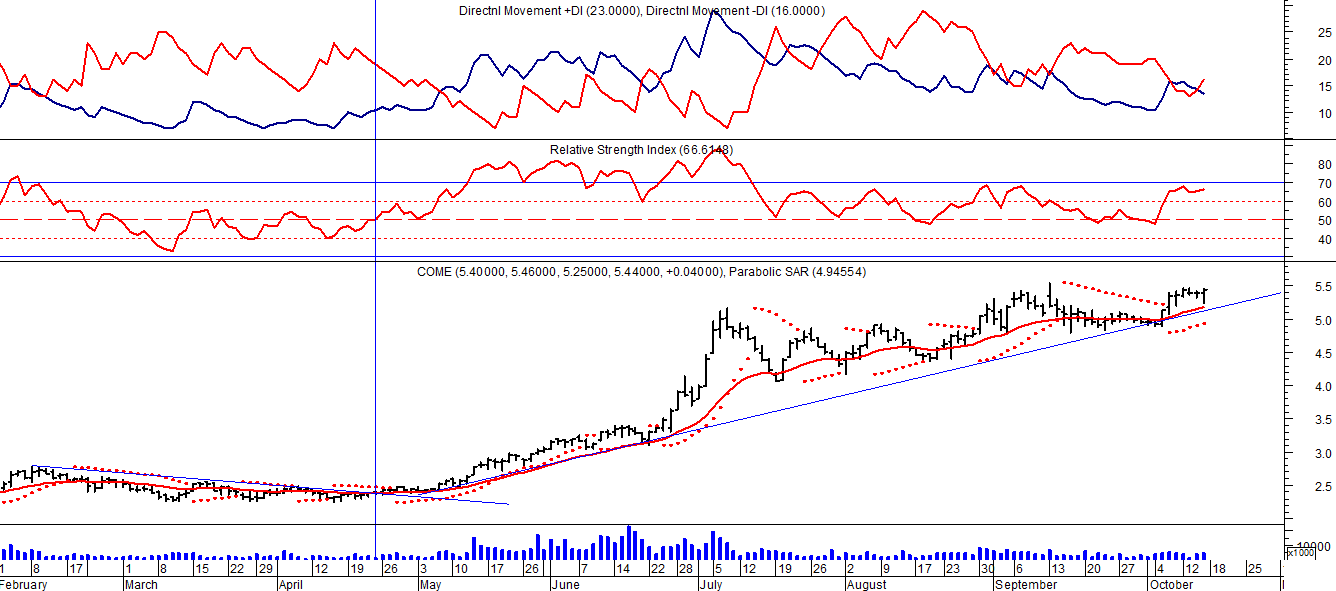 Directnl Movement +DI (23.0000), Directnl Movement -DI (16.0000)
25
20
15
10
Relative Strength Index (66.6148)
80
70
60
50
40
COME (5.40000, 5.46000, 5.25000, 5.44000, +0.04000), Parabolic SAR (4.94554)
5.5
5.0
4.5
4.0
3.5
3.0
2.5
10000
x1000
1 8 17 1 8 15 22 29 12 19 26 3 10 17 26 7 14 22 28 5 12 19 26 2 9 17 23 30 6 13 20 27 4 12 18 25
February March April May June July August September October